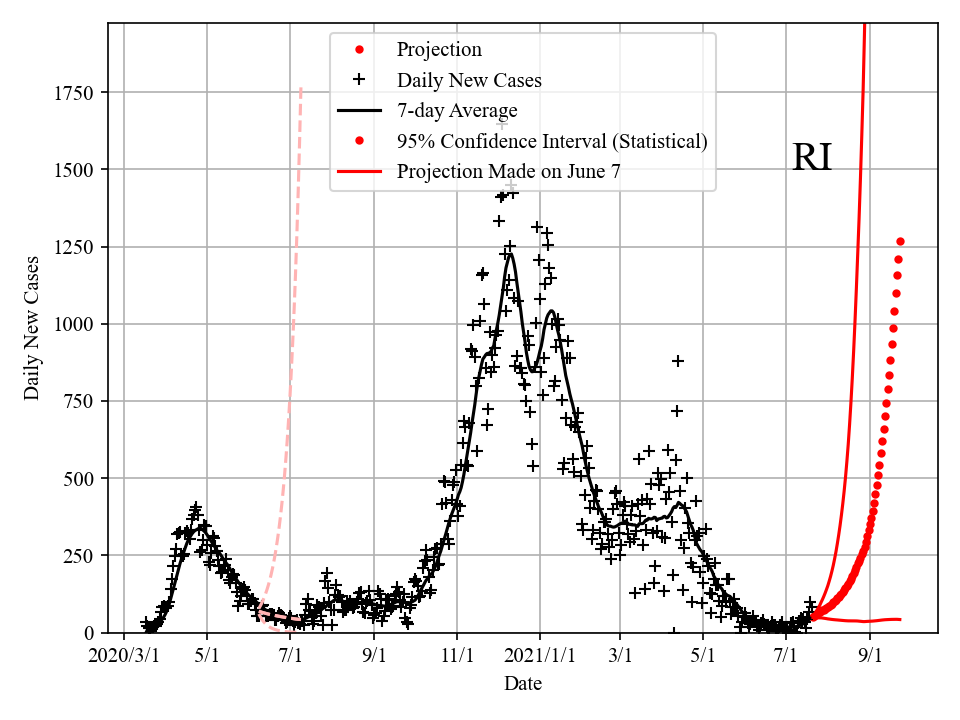 Projection
Daily New Cases
7-day Average
95% Confidence Interval (Statistical)
Projection Made on June 7
RI
Daily New Cases
1750
1500
1250
1000
750
500
250
0
2020/3/1 5/1 7/1 9/1 11/1 2021/1/1 3/1 5/1 7/1 9/1
Date